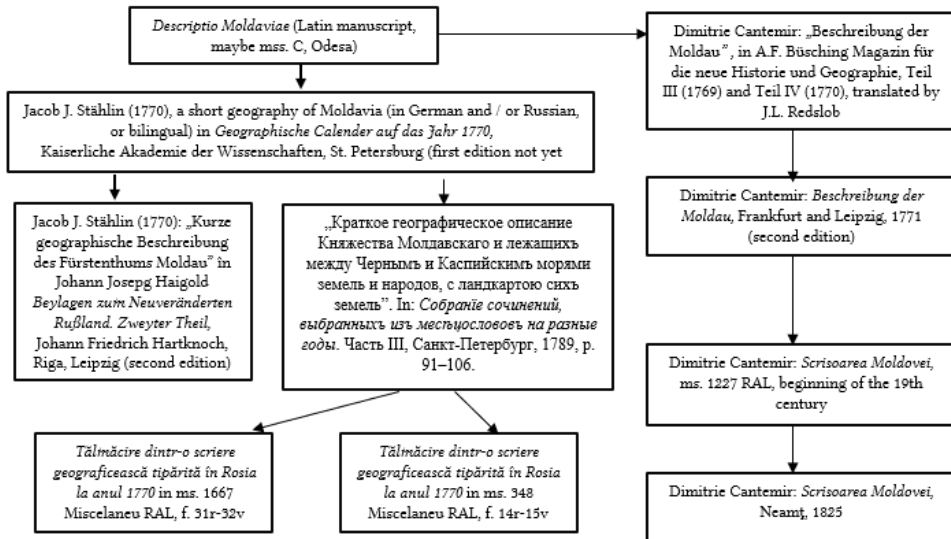 Descriptio Moldaviae (Latin manuscript,
maybe mss. C, Odesa)
Jacob J. Stählin (1770), a short geography of Moldavia (in German and / or Russian,
or bilingual) in Geographische Calender auf das Jahr 1770,
Kaiserliche Akademie der Wissenschaften, St. Petersburg (first edition not yet
Jacob J. Stählin (1770): „Kurze
geographische Beschreibung
des Fürstenthums Moldau” în
Johann Josepg Haigold
Beylagen zum Neuveränderten
Rußland. Zweyter Theil,
Johann Friedrich Hartknoch,
Riga, Leipzig (second edition)
„Краткое географическое описание
Княжества Молдавскаго и лежащихъ
между Чернымъ и Каспийскимъ морями
земель и народов, с ландкартою сихъ
земель”. In: Собранїе сочинений,
выбранныхъ изъ месъцослововъ на разные
годы. Часть III, Санкт-Петербург, 1789, p.
91–106.
Tălmăcire dintr-o scriere
geograficească tipărită în Rosia
la anul 1770 in ms. 1667
Miscelaneu RAL, f. 31r-32v
Tălmăcire dintr-o scriere
geograficească tipărită în Rosia
la anul 1770 in ms. 348
Miscelaneu RAL, f. 14r-15v
Dimitrie Cantemir: „Beschreibung der
Moldau”, in A.F. Büsching Magazin für
die neue Historie und Geographie, Teil
III (1769) and Teil IV (1770), translated by
J.L. Redslob
Dimitrie Cantemir: Beschreibung der
Moldau, Frankfurt and Leipzig, 1771
(second edition)
Dimitrie Cantemir: Scrisoarea Moldovei,
ms. 1227 RAL, beginning of the 19th
century
Dimitrie Cantemir: Scrisoarea Moldovei,
Neamţ, 1825